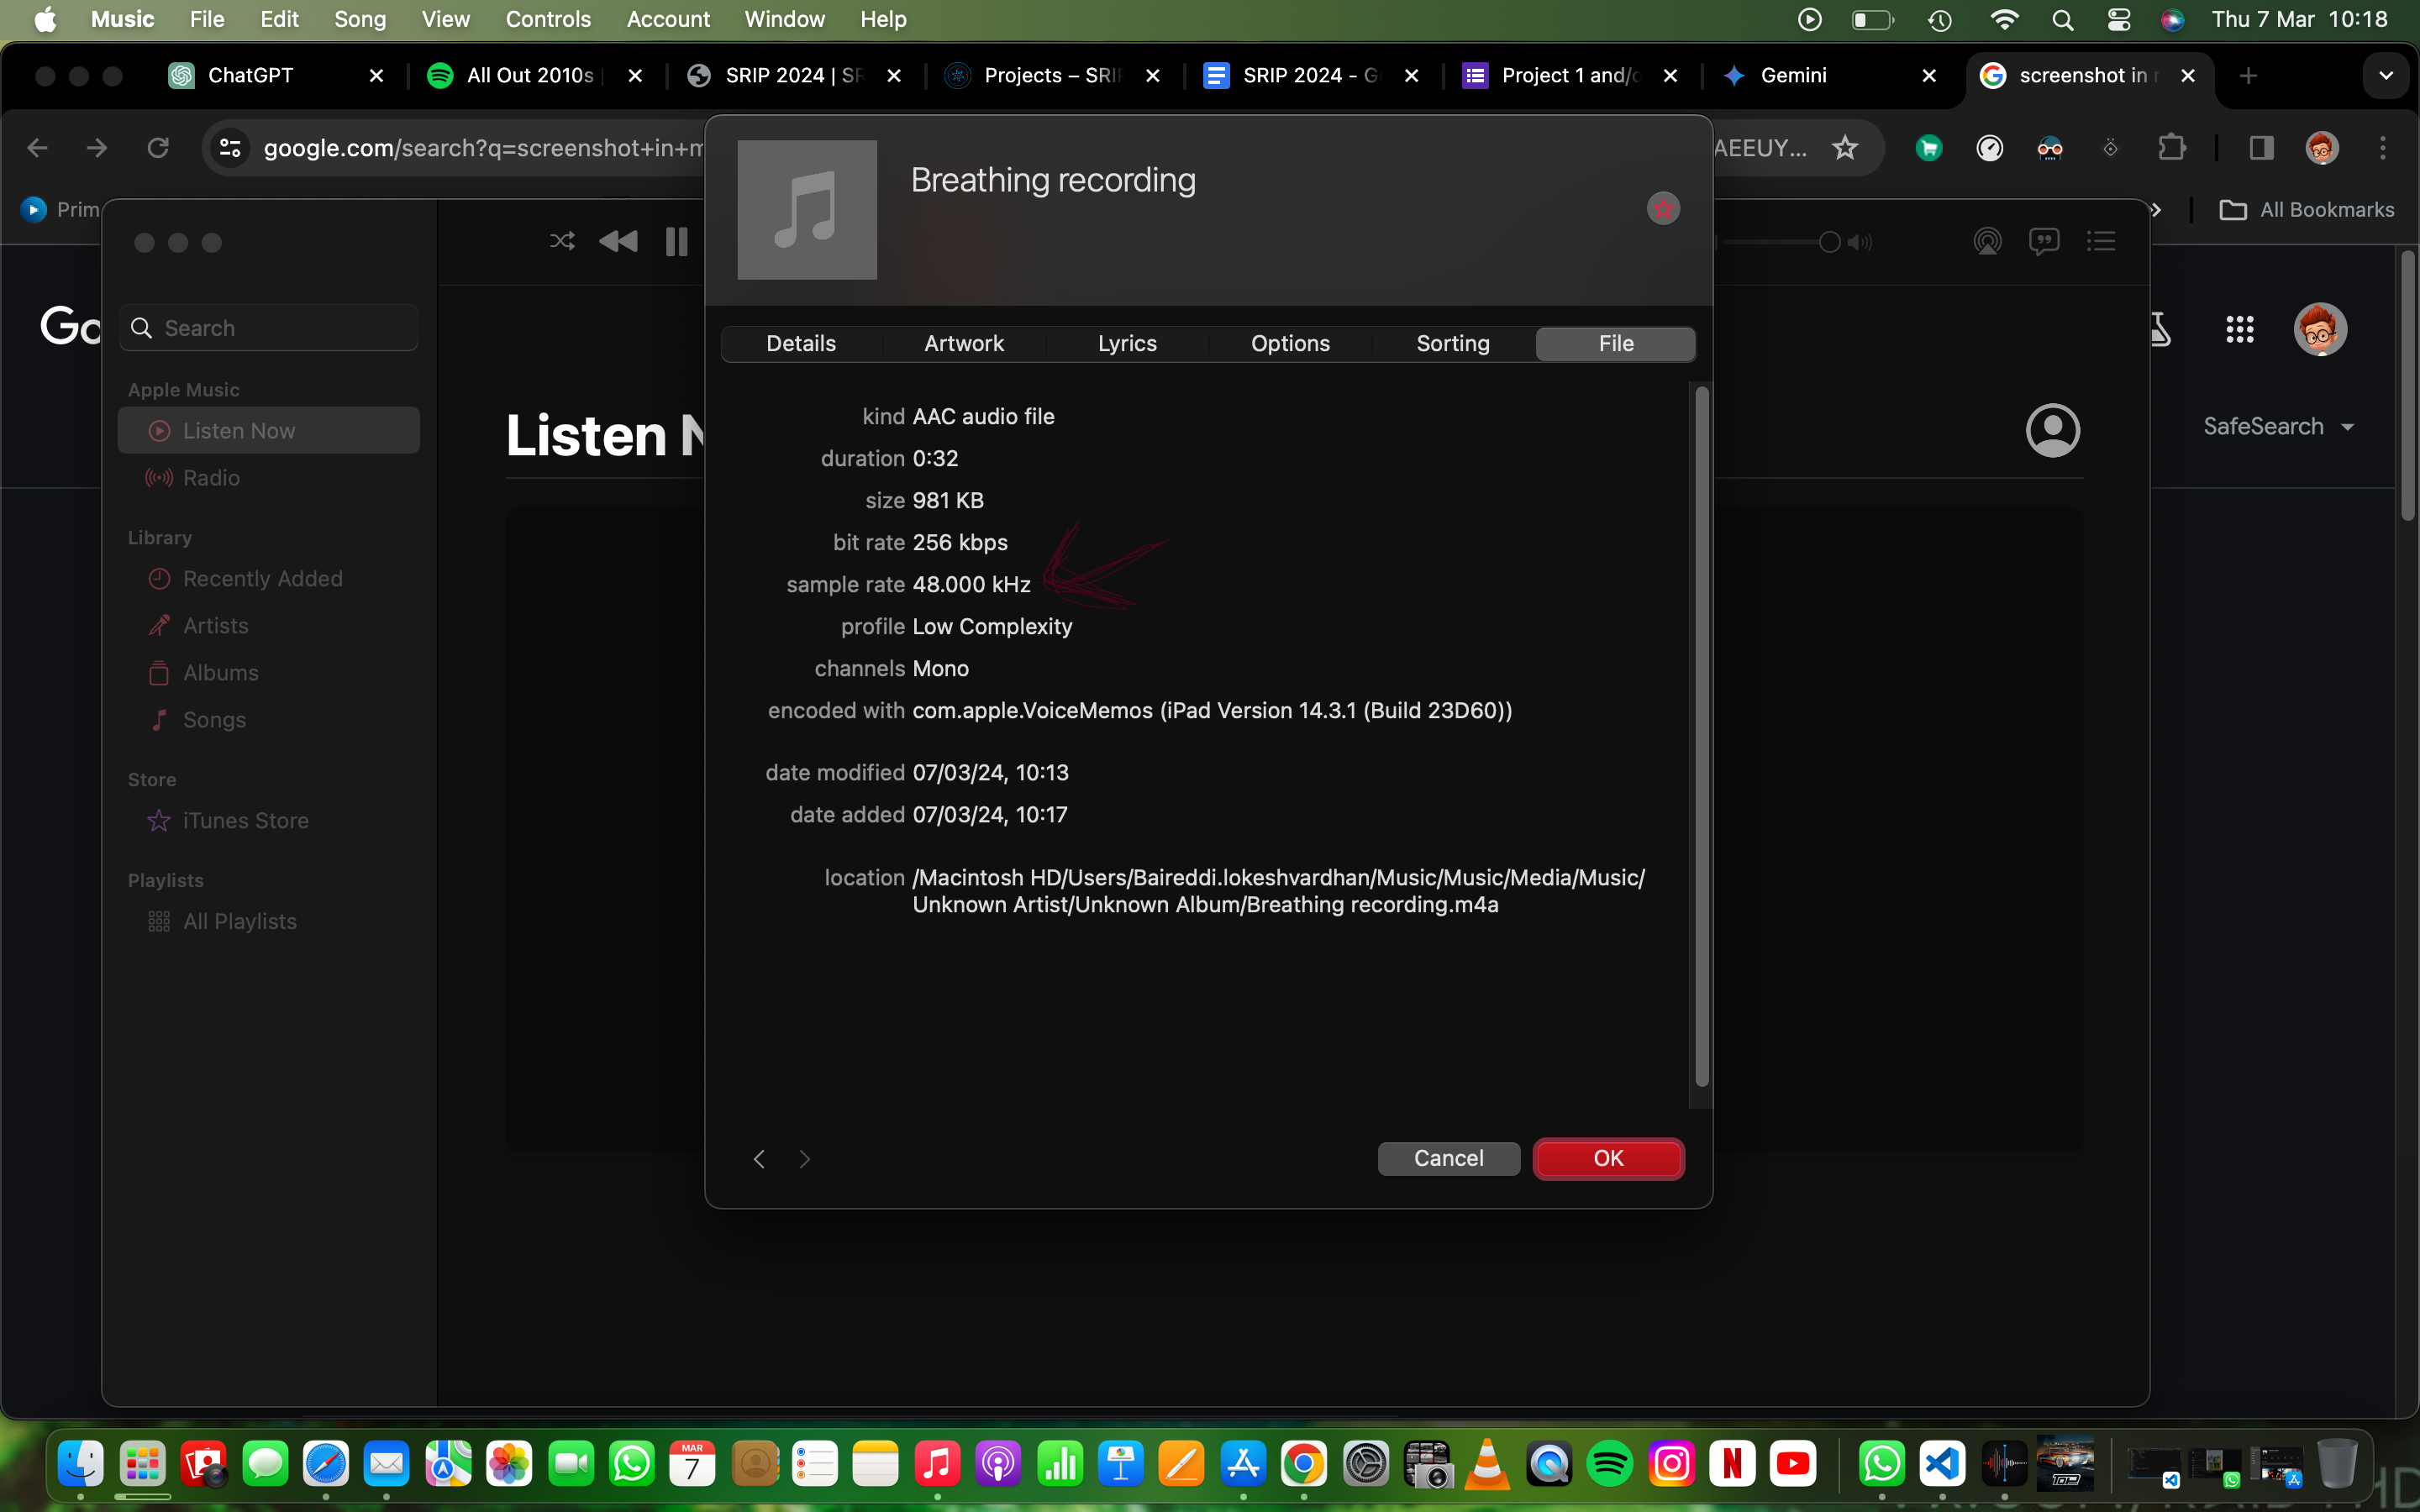 Music File Edit Song View Controls Account Window Help Thu 7 Mar 10:18
ChatGPT All Out 2010s SRIP 2024 | SR Projects – SRIP SRIP 2024 - Go Project 1 and/o Gemini screenshot in
google.com/search?q=screenshot+in+m AEEUY...
Prim All Bookmarks
Breathing recording
Go
Search
Details Artwork Lyrics Options Sorting File
Apple Music
Listen Now
Radio
Library
Recently Added
Artists
Albums
Songs
Store
iTunes Store
Playlists
All Playlists
Listen N
SafeSearch
kind AAC audio file
duration 0:32
size 981 KB
bit rate 256 kbps
sample rate 48.000 kHz
profile Low Complexity
channels Mono
encoded with com.apple.VoiceMemos (iPad Version 14.3.1 (Build 23D60))
date modified 07/03/24, 10:13
date added 07/03/24, 10:17
location /Macintosh HD/Users/Baireddi.lokeshvardhan/Music/Music/Media/Music/
Unknown Artist/Unknown Album/Breathing recording.m4a
Cancel OK
MAR
7
N